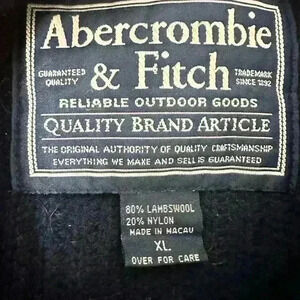 Abercrombie
GUARANTEED QUALITY & Fitch TRADEMARK SINCE 1892
RELIABLE OUTDOOR GOODS
QUALITY BRAND ARTICLE
THE ORIGINAL AUTHORITY OF QUALITY CRAFTSMANSHIP
EVERYTHING WE MAKE AND SELL IS GUARANTEED
80% LAMBSWOOL
20% NYLON
MADE IN MACAU
XL
OVER FOR CARE